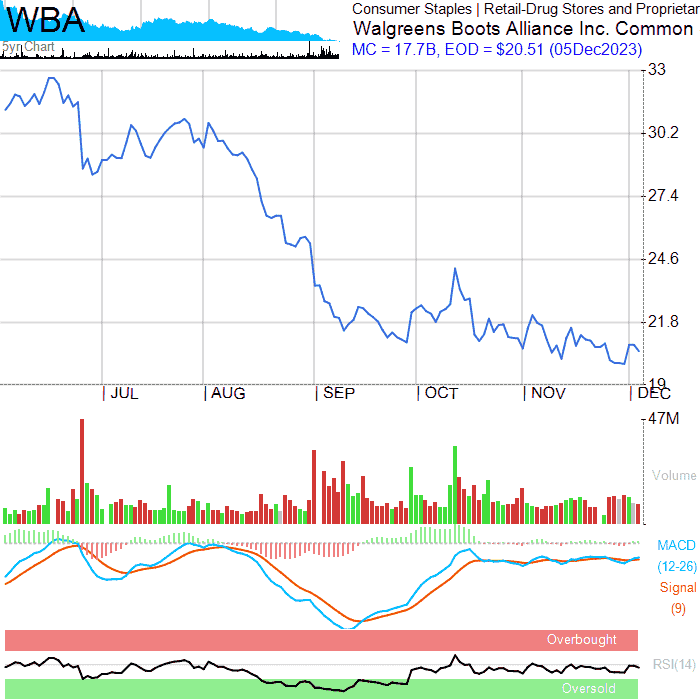 WBA
5yr Chart
Consumer Staples | Retail-Drug Stores and Proprietar
Walgreens Boots Alliance Inc. Common
MC = 17.7B, EOD = $20.51 (05Dec2023)
33
30.2
27.4
24.6
21.8
19
JUL AUG SEP OCT NOV DEC
47M
Volume
MACD
(12-26)
Signal
(9)
Overbought
RSI(14)
Oversold